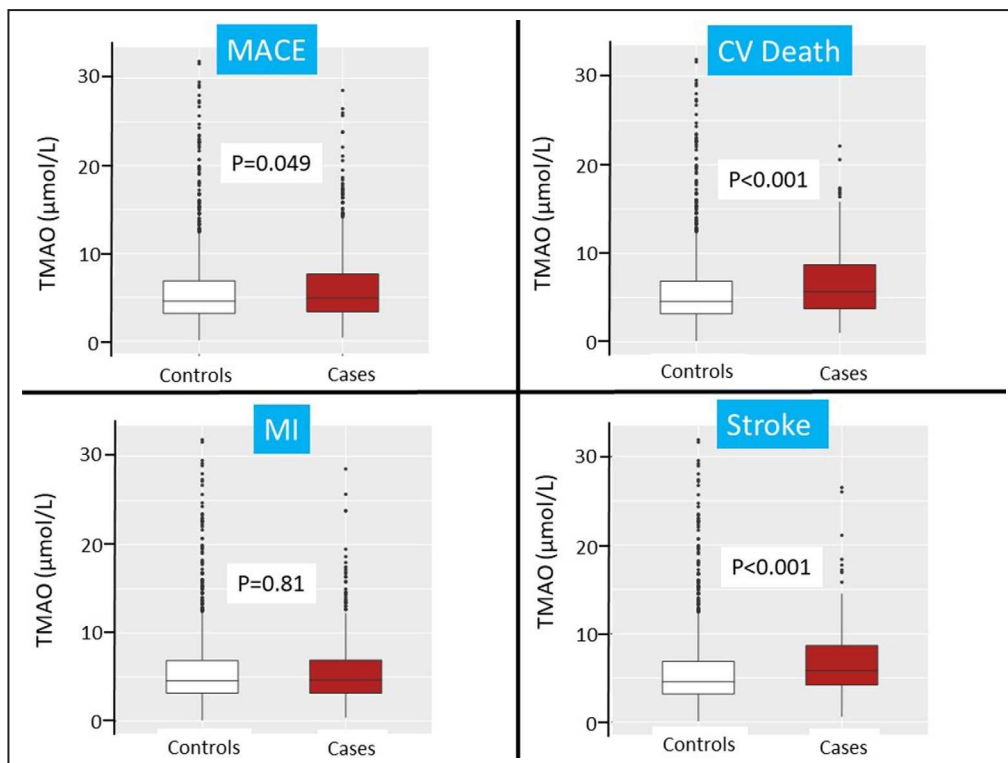 MACE
TMAO (µmol/L)
30
20
10
0
P=0.049
Controls Cases
CV Death
TMAO (µmol/L)
30
20
10
0
P<0.001
Controls Cases
MI
TMAO (µmol/L)
30
20
10
0
P=0.81
Controls Cases
Stroke
TMAO (µmol/L)
30
20
10
0
P<0.001
Controls Cases